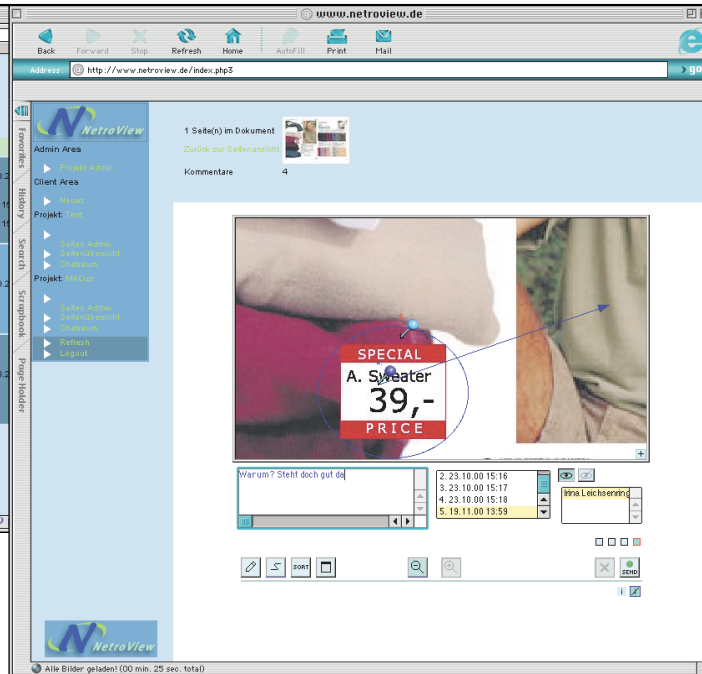 www.netroview.de
Back Forward Stop Refresh Home AutoFill Print Mail
Address: http://www.netroview.de/index.php3 go
Favorites
History
Search
Scrapbook
Page Holder
NetroView
Admin Area
Projekt Admin
Client Area
Neues
Projekt: Test
Seiten Admin
Seitenübersicht
Chatraum
Projekt: MACup
Seiten Admin
Seitenübersicht
Chatraum
Refresh
Logout
1 Seite(n) im Dokument
Zurück zur Seitenansicht
Kommentare 4
SPECIAL
A. Sweater
39,-
PRICE
Warum? Steht doch gut da
2. 23.10.00 15:16
3. 23.10.00 15:17
4. 23.10.00 15:18
5. 19.11.00 13:59
Irina Leichsenring
SORT
SEND
i
NetroView
Alle Bilder geladen! (00 min. 25 sec. total)